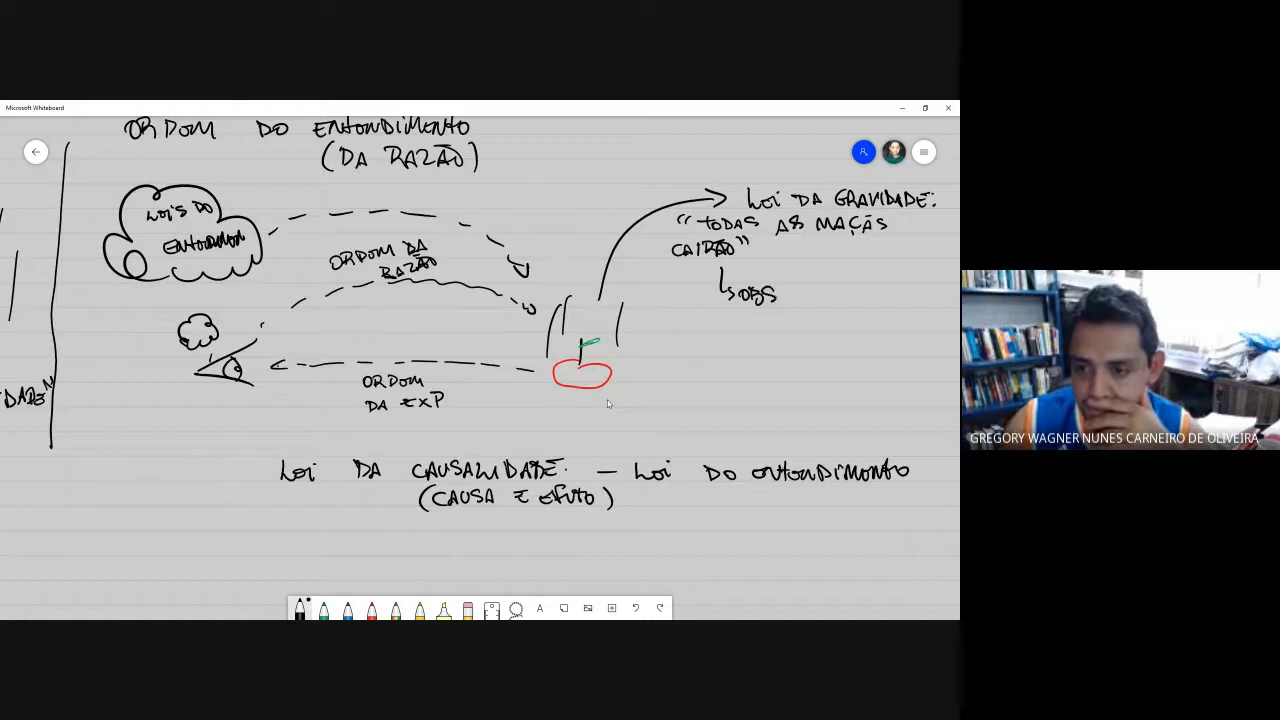 Microsoft Whiteboard
ORDEM DO ENTENDIMENTO
(DA RAZÃO)
LEIS DO
ORDEM DA
RAZÃO
ORDEM
DA EXP
LEI DA GRAVIDADE:
"TODAS AS MAÇÃS
CAIRÃO"
OBS
DADE"
LEI DA CAUSALIDADE. — LEI DO ENTENDIMENTO
(CAUSA E EFEITO)
A
GREGORY WAGNER NUNES CARNEIRO DE OLIVEIRA